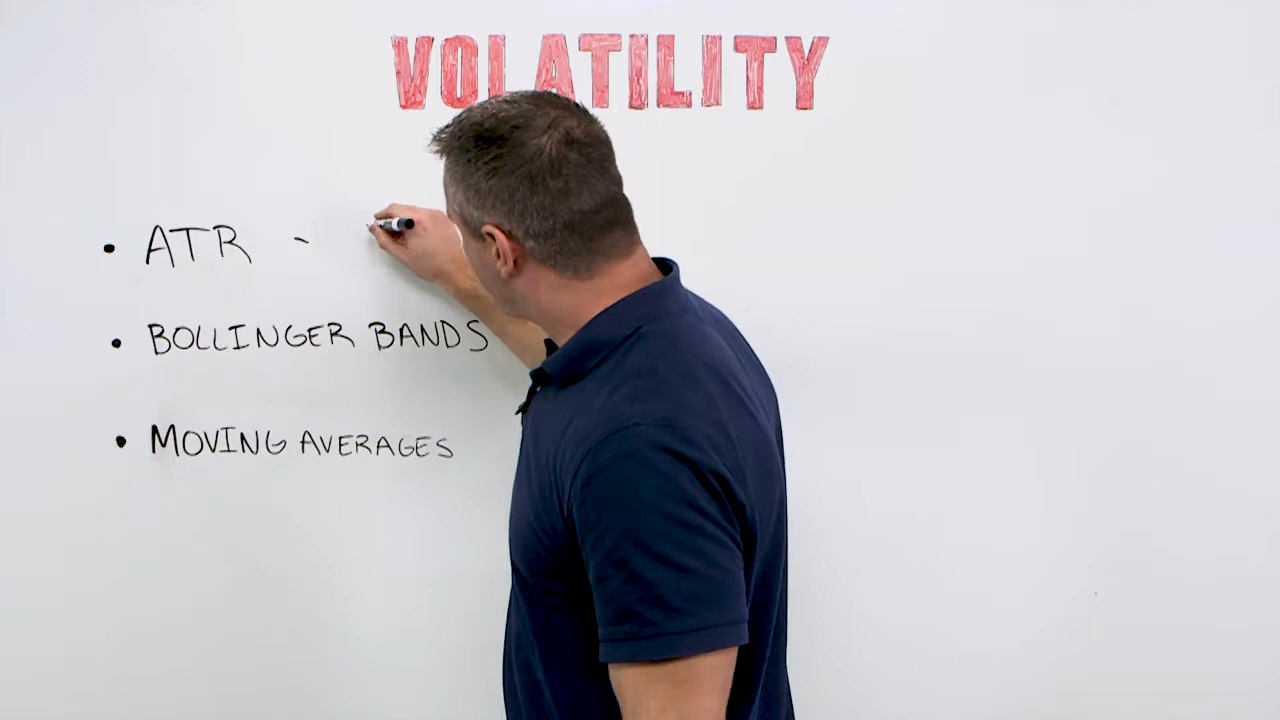 VOLATILITY
• ATR -
• BOLLINGER BANDS
• MOVING AVERAGES